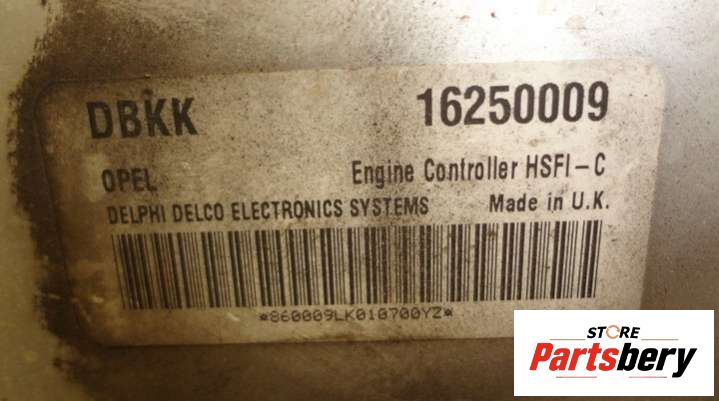 DBKK 16250009
OPEL Engine Controller HSFI-C
DELPHI DELCO ELECTRONICS SYSTEMS Made in U.K.
*860009LK010700YZ*
STORE
Partsbery